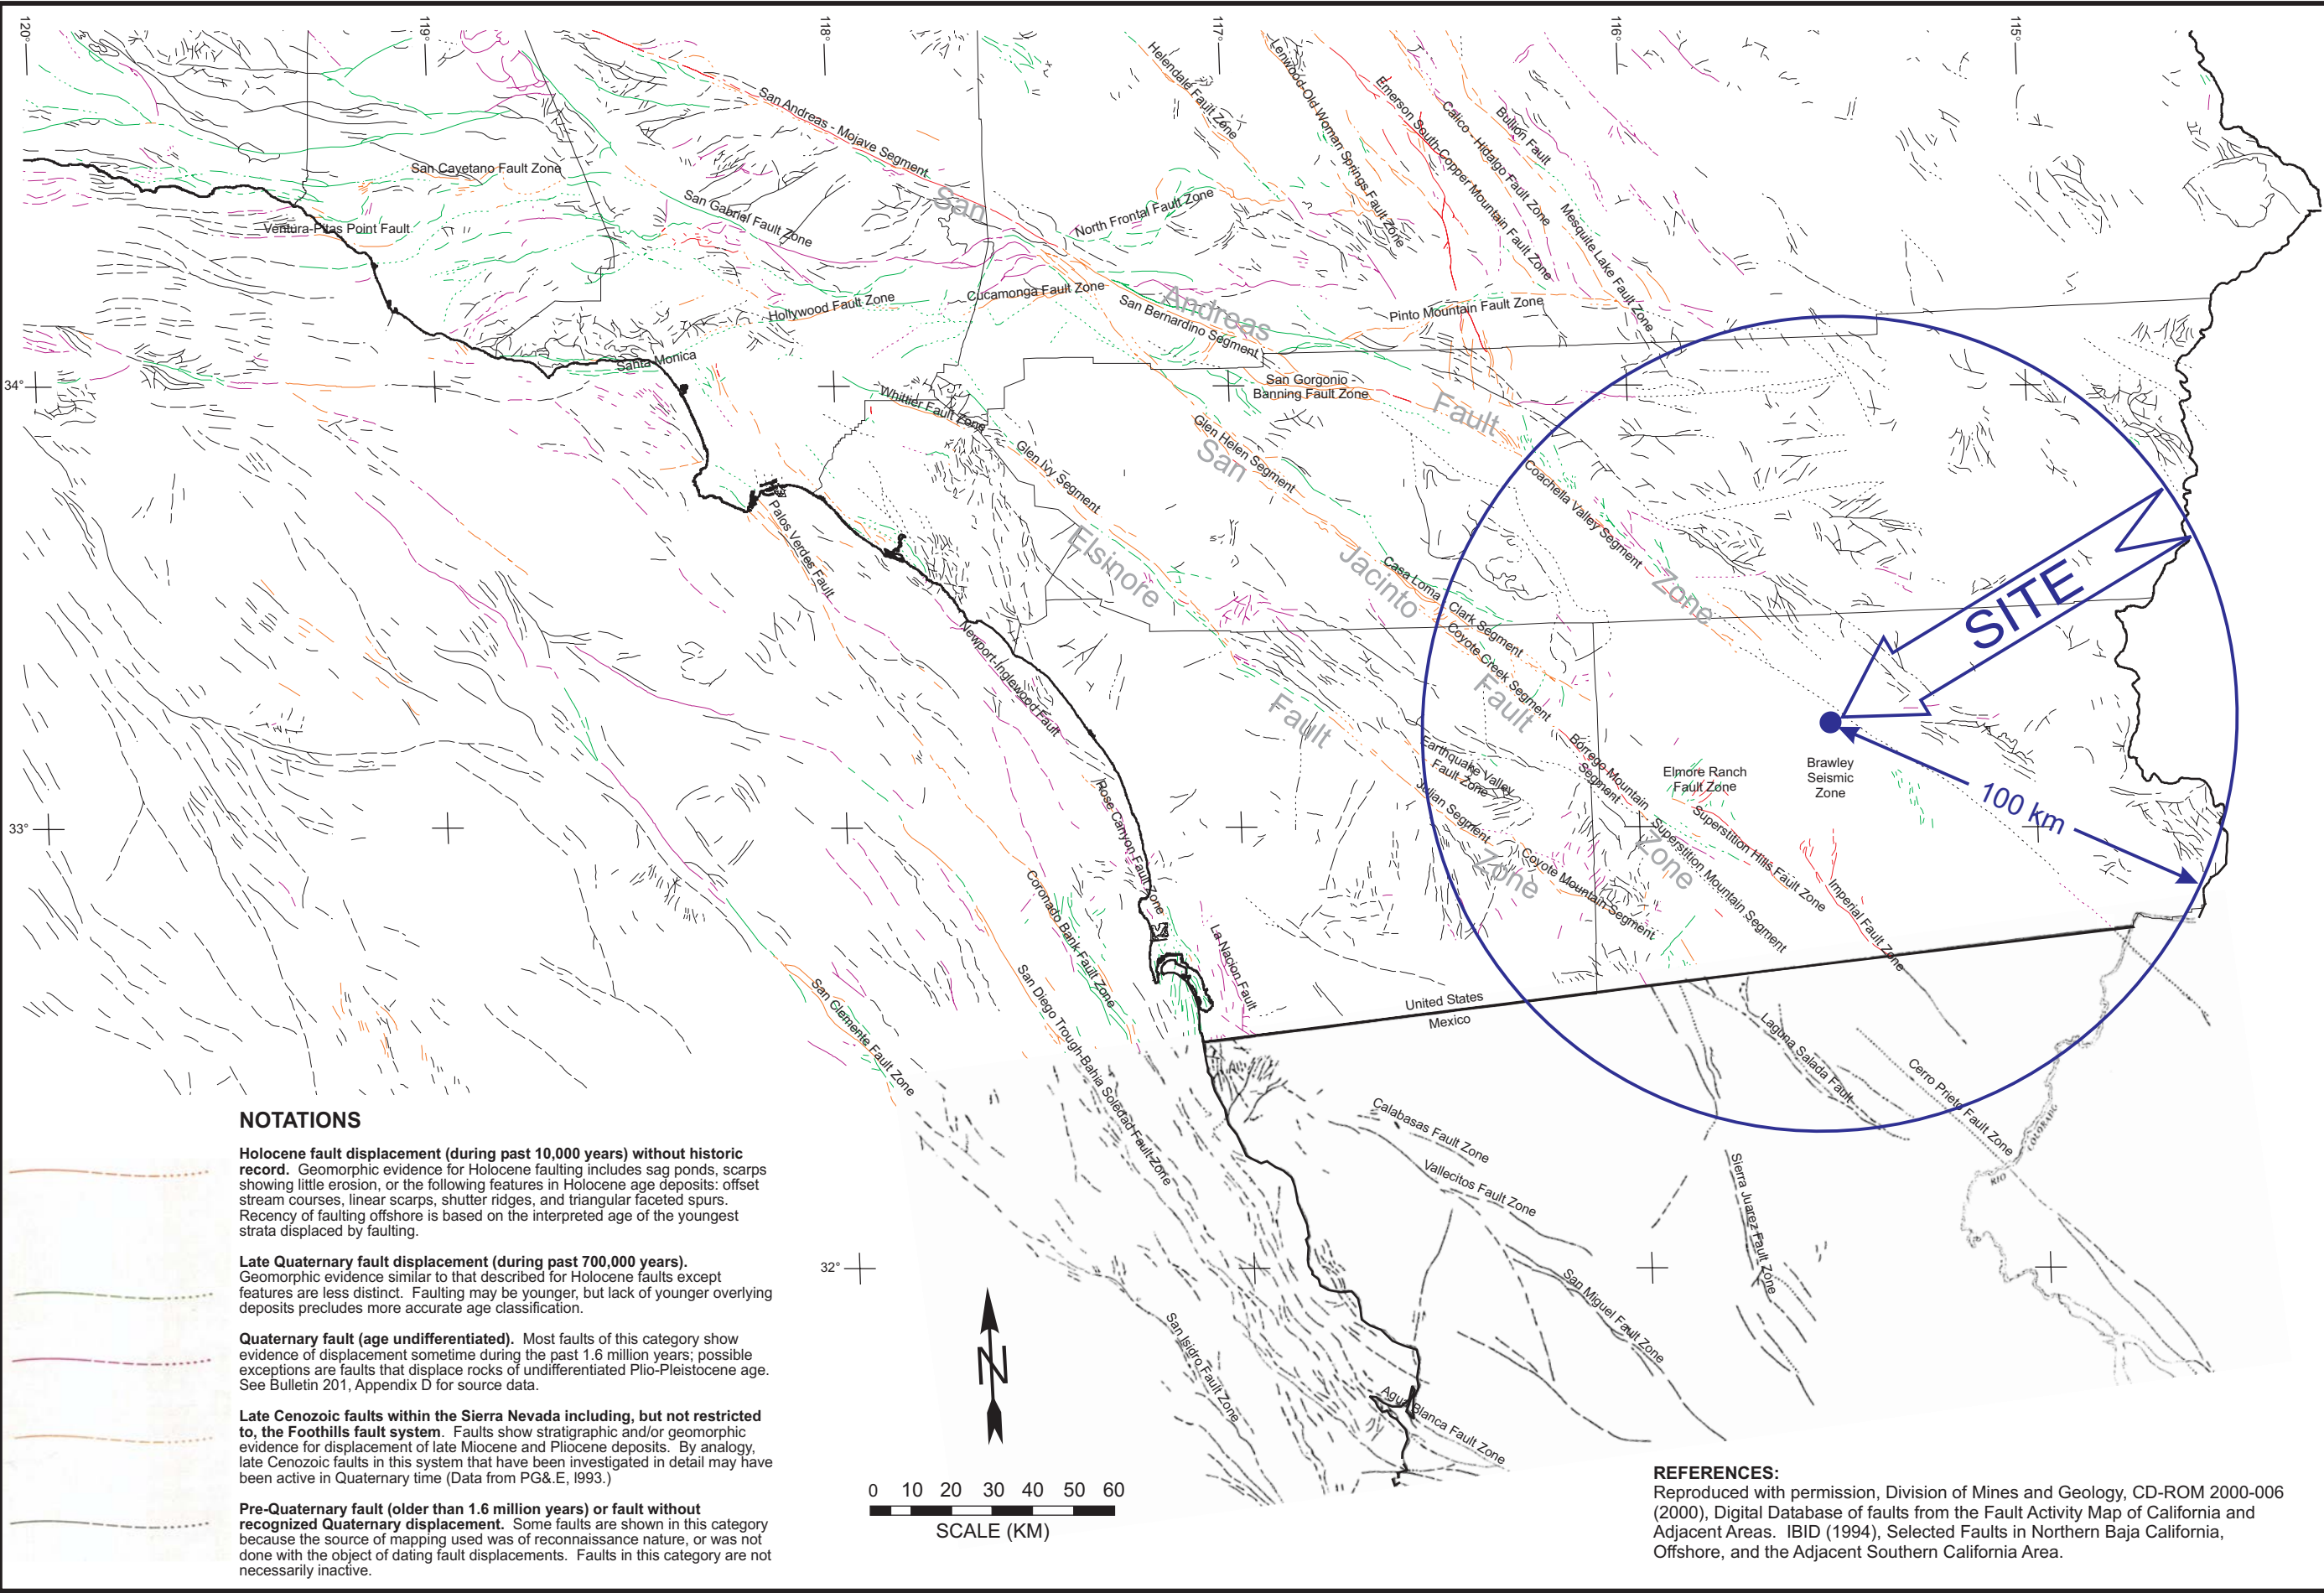 120°
119°
118°
117°
116°
115°
Helendale Fault Zone
Lenwood-Old Woman Springs Fault Zone
Emerson South-Copper Mountain Fault Zone
Calico - Hidalgo Fault Zone
Bullion Fault
Mesquite Lake Fault Zone
San Andreas - Mojave Segment
San Cayetano Fault Zone
San Gabriel Fault Zone
San
North Frontal Fault Zone
Ventura-Pitas Point Fault
Hollywood Fault Zone
Cucamonga Fault Zone
San Bernardino Segment
Andreas
Pinto Mountain Fault Zone
Santa Monica
34°
San Gorgonio -
Banning Fault Zone
Whittier Fault Zone
Fault
Glen Helen Segment
San
Glen Ivy Segment
Coachella Valley Segment
Palos Verdes Fault
Elsinore
Jacinto
Casa Loma
Clark Segment
Zone
SITE
Coyote Creek Segment
Newport-Inglewood Fault
Fault
Fault
Earthquake Valley
Fault Zone
Borrego Mountain
Segment
Elmore Ranch
Fault Zone
Brawley
Seismic
Zone
100 km
Julian Segment
Rose Canyon Fault Zone
33°
Superstition Hills Fault Zone
Superstition Mountain Segment
Zone
Zone
Coyote Mountain Segment
Imperial Fault Zone
Coronado Bank Fault Zone
La Nacion Fault
San Diego Trough-Bahia Soledad Fault Zone
San Clemente Fault Zone
United States
Mexico
Laguna Salada Fault
Cerro Prieto Fault Zone
RIO
COLORADO
Calabasas Fault Zone
Vallecitos Fault Zone
Sierra Juarez Fault Zone
32°
San Miguel Fault Zone
San Isidro Fault Zone
Agua Blanca Fault Zone
N
NOTATIONS
Holocene fault displacement (during past 10,000 years) without historic
record. Geomorphic evidence for Holocene faulting includes sag ponds, scarps
showing little erosion, or the following features in Holocene age deposits: offset
stream courses, linear scarps, shutter ridges, and triangular faceted spurs.
Recency of faulting offshore is based on the interpreted age of the youngest
strata displaced by faulting.
Late Quaternary fault displacement (during past 700,000 years).
Geomorphic evidence similar to that described for Holocene faults except
features are less distinct. Faulting may be younger, but lack of younger overlying
deposits precludes more accurate age classification.
Quaternary fault (age undifferentiated). Most faults of this category show
evidence of displacement sometime during the past 1.6 million years; possible
exceptions are faults that displace rocks of undifferentiated Plio-Pleistocene age.
See Bulletin 201, Appendix D for source data.
Late Cenozoic faults within the Sierra Nevada including, but not restricted
to, the Foothills fault system. Faults show stratigraphic and/or geomorphic
evidence for displacement of late Miocene and Pliocene deposits. By analogy,
late Cenozoic faults in this system that have been investigated in detail may have
been active in Quaternary time (Data from PG&.E, I993.)
Pre-Quaternary fault (older than 1.6 million years) or fault without
recognized Quaternary displacement. Some faults are shown in this category
because the source of mapping used was of reconnaissance nature, or was not
done with the object of dating fault displacements. Faults in this category are not
necessarily inactive.
0 10 20 30 40 50 60
SCALE (KM)
REFERENCES:
Reproduced with permission, Division of Mines and Geology, CD-ROM 2000-006
(2000), Digital Database of faults from the Fault Activity Map of California and
Adjacent Areas. IBID (1994), Selected Faults in Northern Baja California,
Offshore, and the Adjacent Southern California Area.